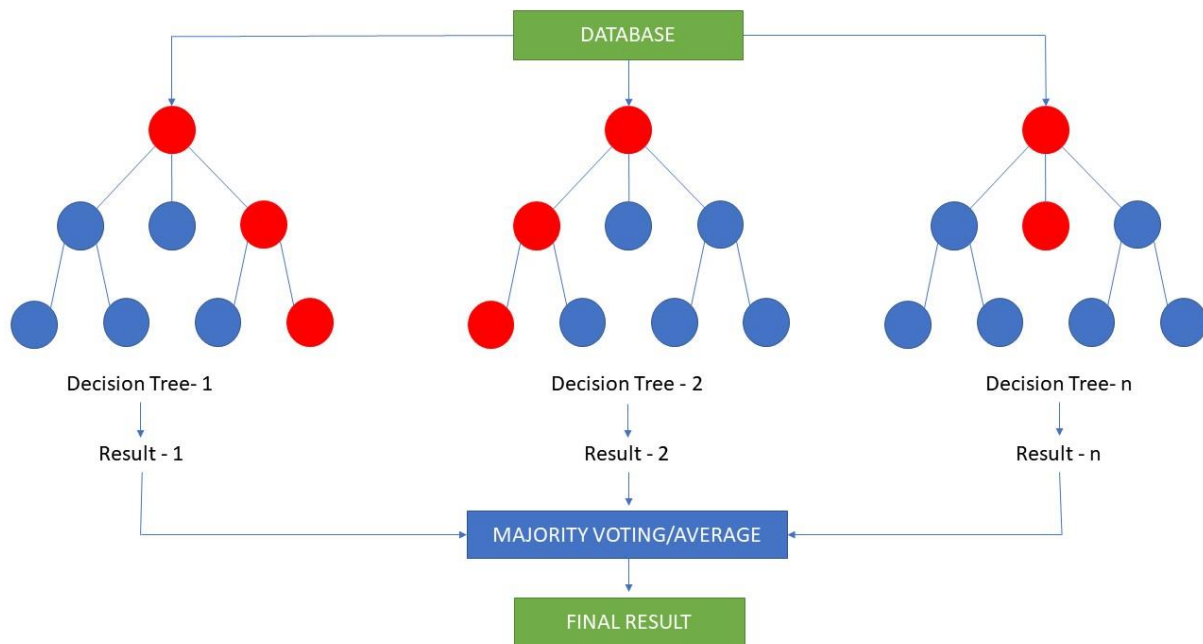 DATABASE
Decision Tree- 1
Decision Tree - 2
Decision Tree- n
Result - 1
Result - 2
Result - n
MAJORITY VOTING/AVERAGE
FINAL RESULT